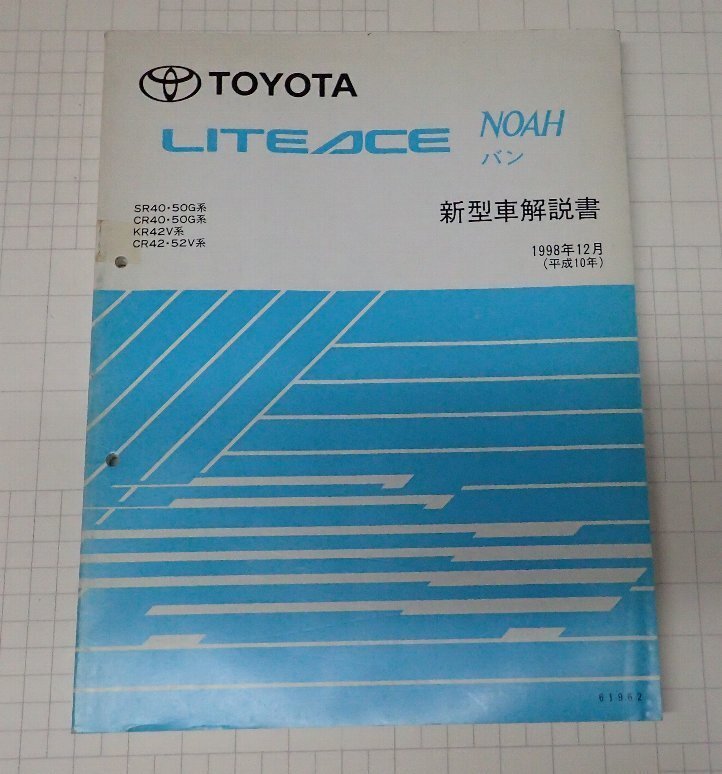 TOYOTA
LITEACE NOAH
バン
SR40・50G系
CR40・50G系
KR42V系
CR42・52V系
新型車解説書
1998年12月
(平成10年)
61962